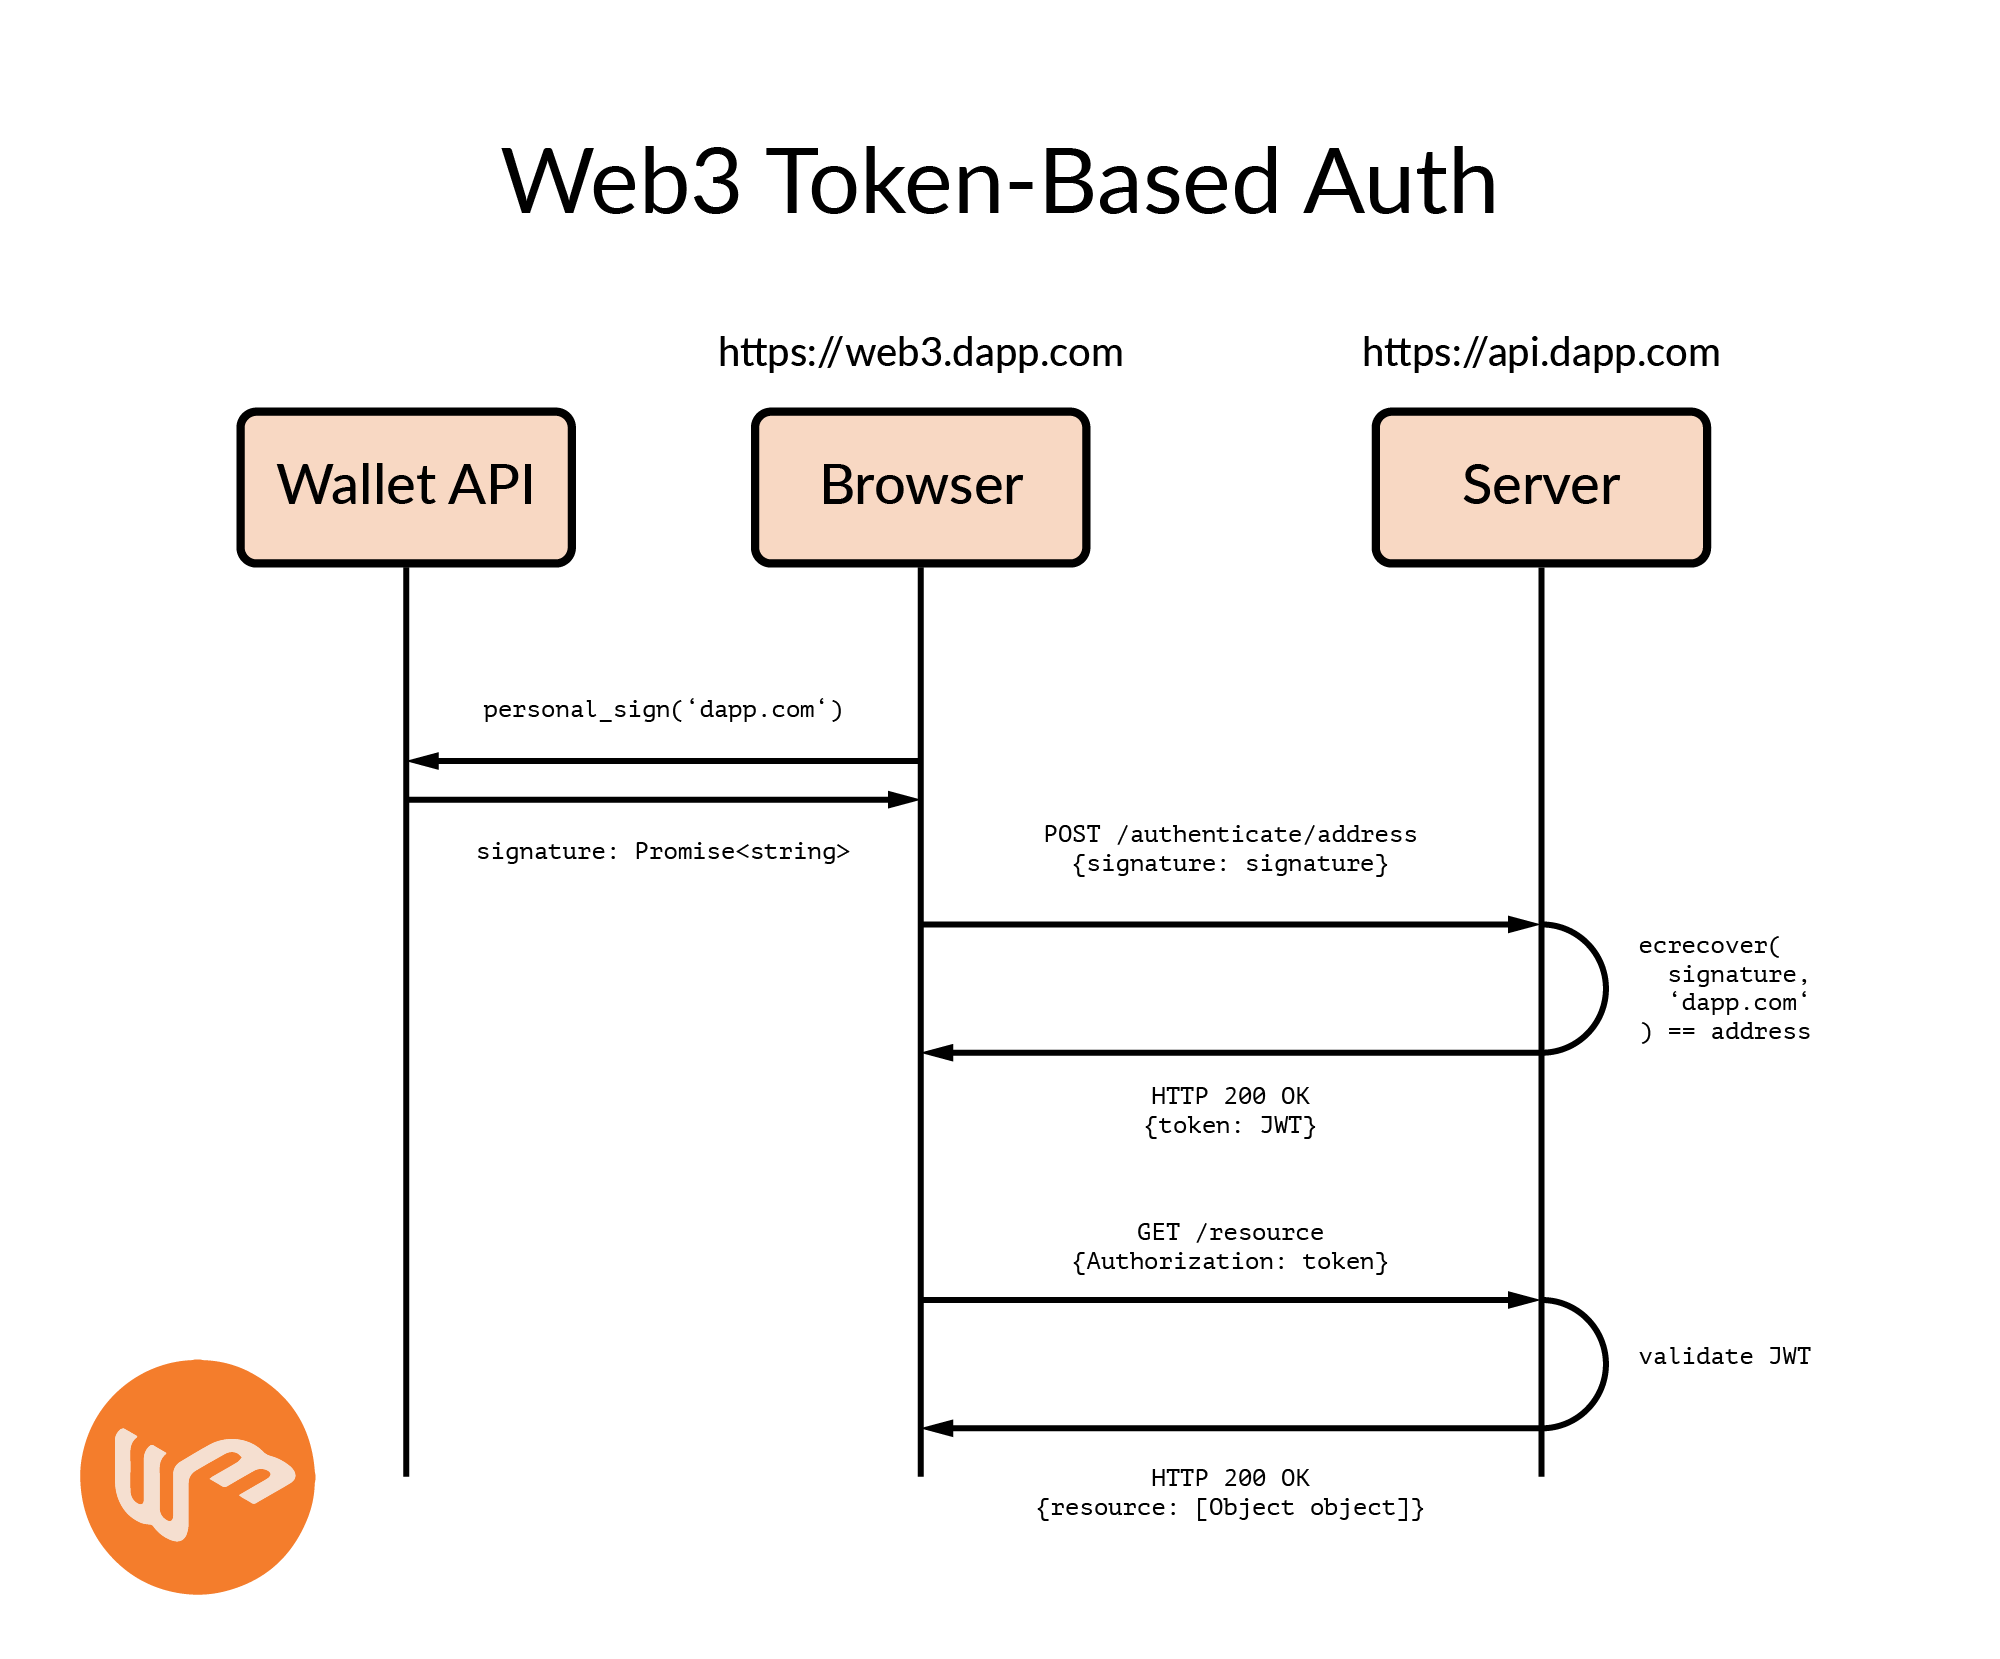 Web3 Token-Based Auth
https://web3.dapp.com
https://api.dapp.com
Wallet API
Browser
Server
personal_sign(‘dapp.com‘)
signature: Promise<string>
POST /authenticate/address
{signature: signature}
ecrecover(
signature,
‘dapp.com‘
) == address
HTTP 200 OK
{token: JWT}
GET /resource
{Authorization: token}
validate JWT
HTTP 200 OK
{resource: [Object object]}